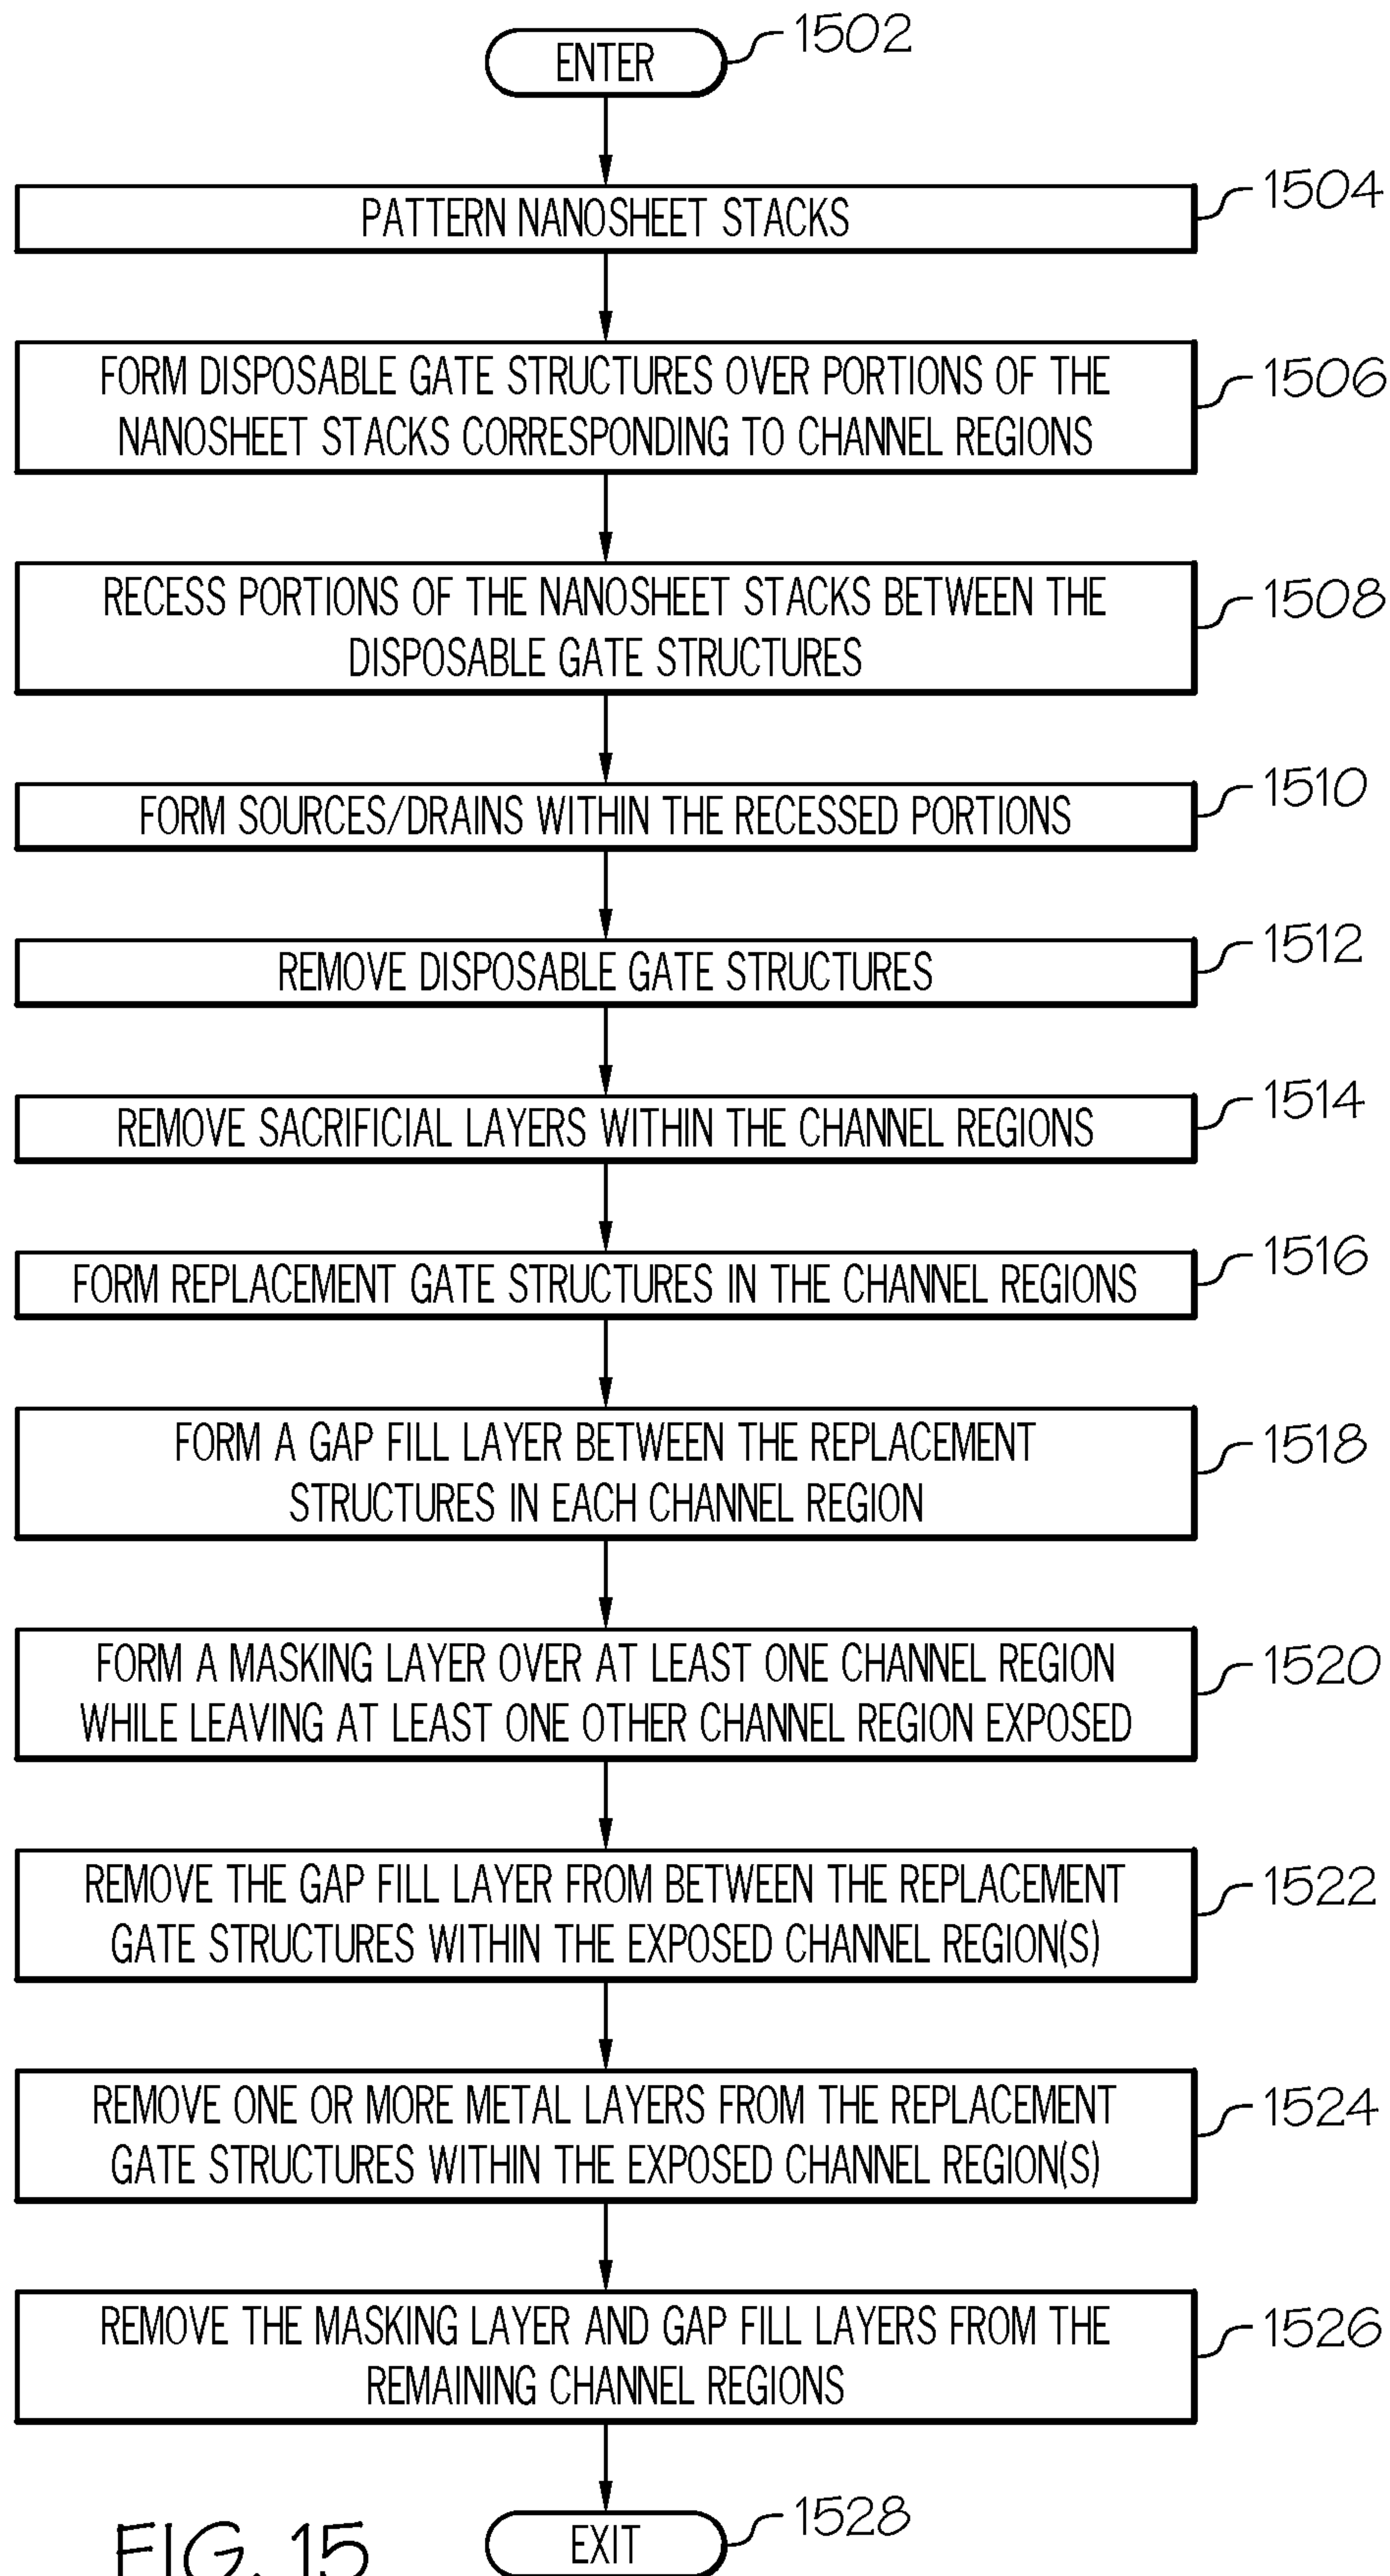 ENTER
1502
PATTERN NANOSHEET STACKS
1504
FORM DISPOSABLE GATE STRUCTURES OVER PORTIONS OF THE
NANOSHEET STACKS CORRESPONDING TO CHANNEL REGIONS
1506
RECESS PORTIONS OF THE NANOSHEET STACKS BETWEEN THE
DISPOSABLE GATE STRUCTURES
1508
FORM SOURCES/DRAINS WITHIN THE RECESSED PORTIONS
1510
REMOVE DISPOSABLE GATE STRUCTURES
1512
REMOVE SACRIFICIAL LAYERS WITHIN THE CHANNEL REGIONS
1514
FORM REPLACEMENT GATE STRUCTURES IN THE CHANNEL REGIONS
1516
FORM A GAP FILL LAYER BETWEEN THE REPLACEMENT
STRUCTURES IN EACH CHANNEL REGION
1518
FORM A MASKING LAYER OVER AT LEAST ONE CHANNEL REGION
WHILE LEAVING AT LEAST ONE OTHER CHANNEL REGION EXPOSED
1520
REMOVE THE GAP FILL LAYER FROM BETWEEN THE REPLACEMENT
GATE STRUCTURES WITHIN THE EXPOSED CHANNEL REGION(S)
1522
REMOVE ONE OR MORE METAL LAYERS FROM THE REPLACEMENT
GATE STRUCTURES WITHIN THE EXPOSED CHANNEL REGION(S)
1524
REMOVE THE MASKING LAYER AND GAP FILL LAYERS FROM THE
REMAINING CHANNEL REGIONS
1526
EXIT
1528
FIG. 15